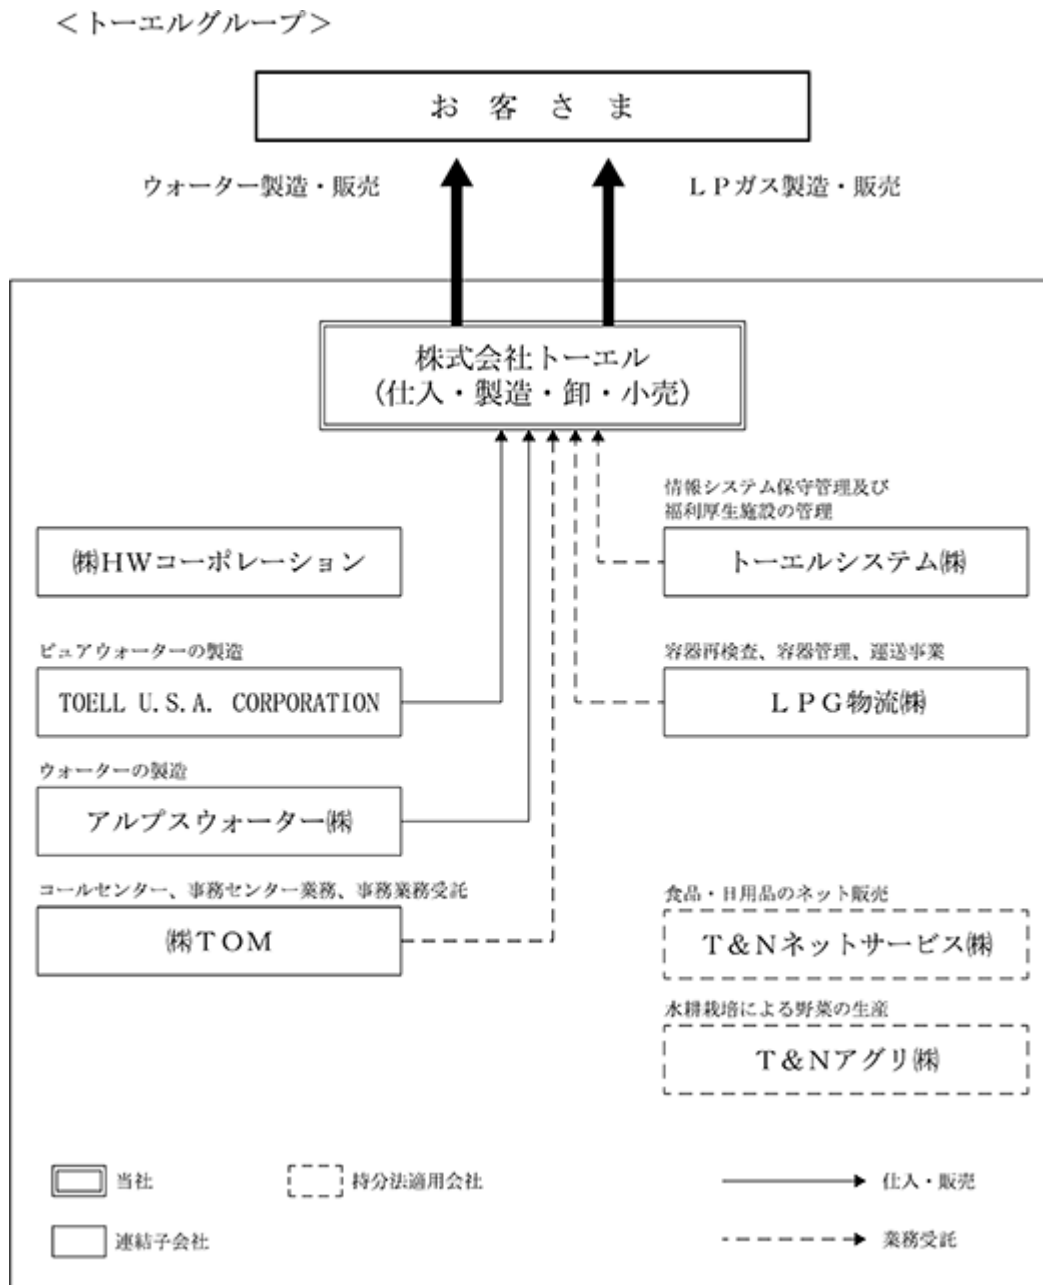 ＜トーエルグループ＞
お客さま
ウォーター製造・販売
ＬＰガス製造・販売
株式会社トーエル
（仕入・製造・卸・小売）
情報システム保守管理及び
福利厚生施設の管理
㈱ＨＷコーポレーション
トーエルシステム㈱
ピュアウォーターの製造
容器再検査、容器管理、運送事業
TOELL U.S.A. CORPORATION
ＬＰＧ物流㈱
ウォーターの製造
アルプスウォーター㈱
コールセンター、事務センター業務、事務業務受託
㈱ＴＯＭ
食品・日用品のネット販売
Ｔ＆Ｎネットサービス㈱
水耕栽培による野菜の生産
Ｔ＆Ｎアグリ㈱
当社
持分法適用会社
仕入・販売
連結子会社
業務受託